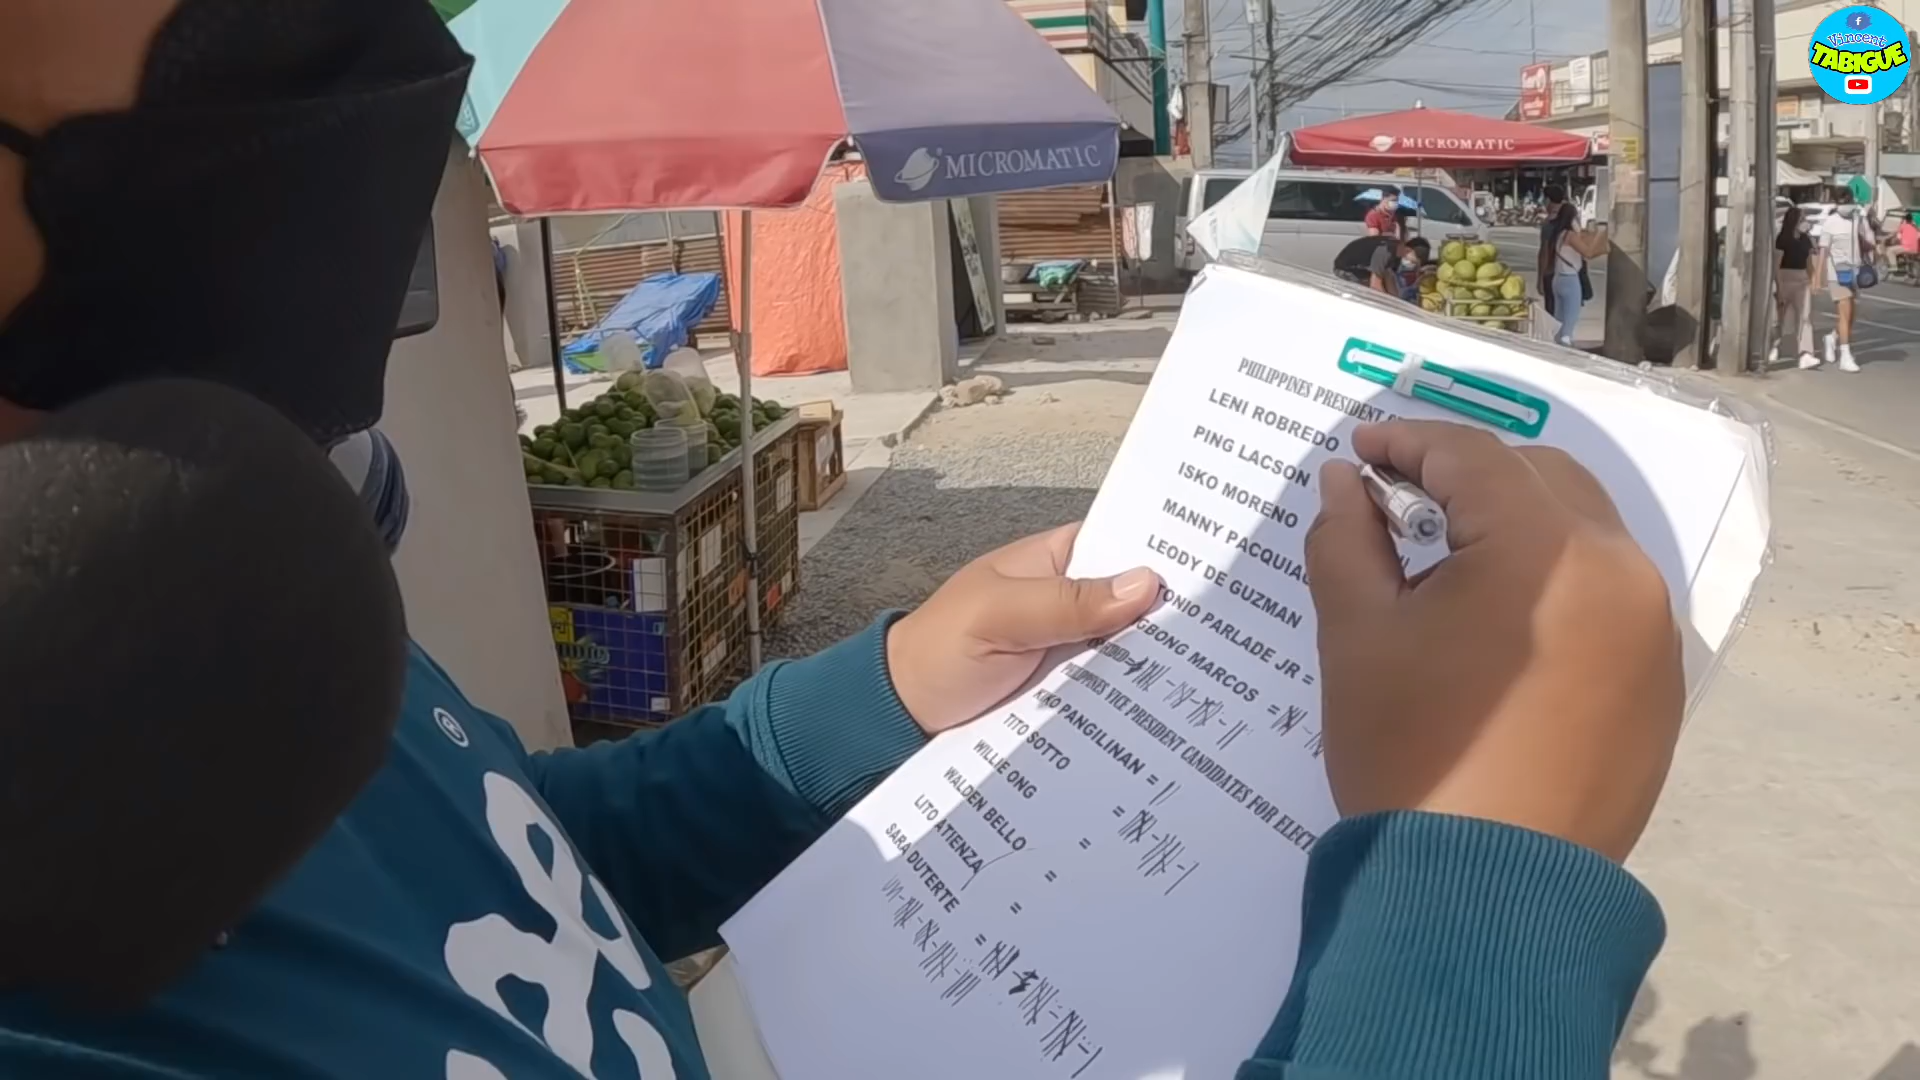 Vincent
TABIGUE
MICROMATIC
MICROMATIC
PHILIPPINES PRESIDENT
LENI ROBREDO
PING LACSON
ISKO MORENO
MANNY PACQUIAO
LEODY DE GUZMAN
TONIO PARLADE JR =
GBONG MARCOS =
PHILIPPINES VICE PRESIDENT CANDIDATES FOR ELECT
KIKO PANGILINAN =
TITO SOTTO =
WILLIE ONG =
WALDEN BELLO =
LITO ATIENZA =
SARA DUTERTE =